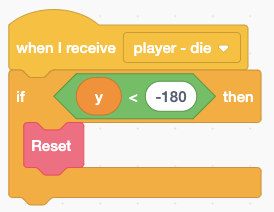 when I receive player - die
if y < -180 then
Reset